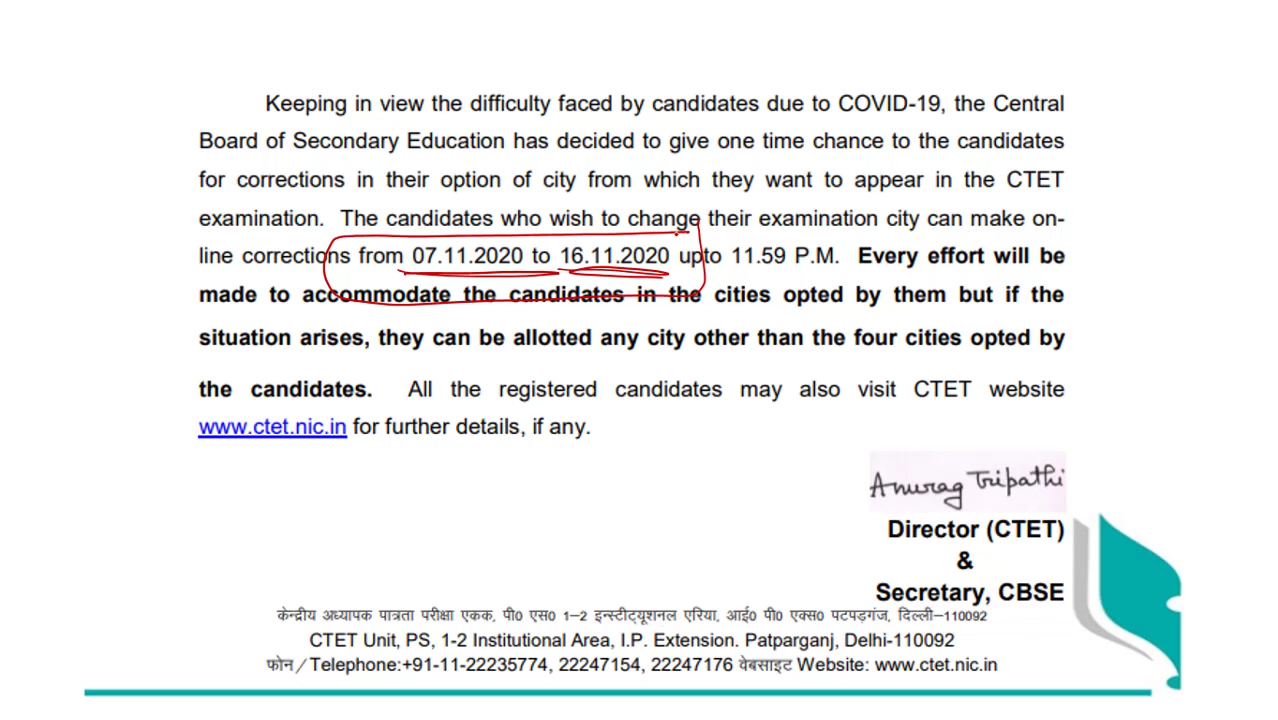 Keeping in view the difficulty faced by candidates due to COVID-19, the Central
Board of Secondary Education has decided to give one time chance to the candidates
for corrections in their option of city from which they want to appear in the CTET
examination. The candidates who wish to change their examination city can make on-
line corrections from 07.11.2020 to 16.11.2020 upto 11.59 P.M. Every effort will be
made to accommodate the candidates in the cities opted by them but if the
situation arises, they can be allotted any city other than the four cities opted by
the candidates. All the registered candidates may also visit CTET website
www.ctet.nic.in for further details, if any.
Anurag Tripathi
Director (CTET)
&
Secretary, CBSE
केन्द्रीय अध्यापक पात्रता परीक्षा एकक, पी0 एस0 1–2 इन्स्टीट्यूशनल एरिया, आई0 पी0 एक्स0 पटपड़गंज, दिल्ली–110092
CTET Unit, PS, 1-2 Institutional Area, I.P. Extension. Patparganj, Delhi-110092
फोन/Telephone:+91-11-22235774, 22247154, 22247176 वेबसाइट Website: www.ctet.nic.in